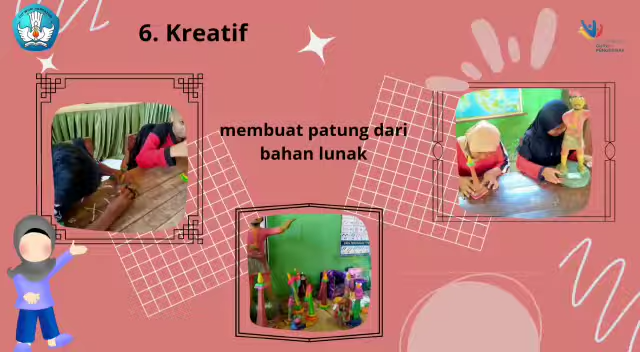 6. Kreatif
membuat patung dari
bahan lunak